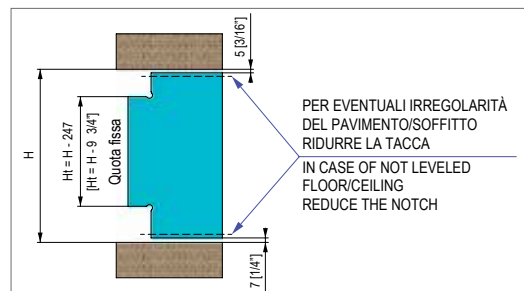 5 [3/16"]
H
Ht = H - 247
[Ht = H - 9 3/4"]
Quota fissa
PER EVENTUALI IRREGOLARITÀ
DEL PAVIMENTO/SOFFITTO
RIDURRE LA TACCA
IN CASE OF NOT LEVELED
FLOOR/CEILING
REDUCE THE NOTCH
7 [1/4"]